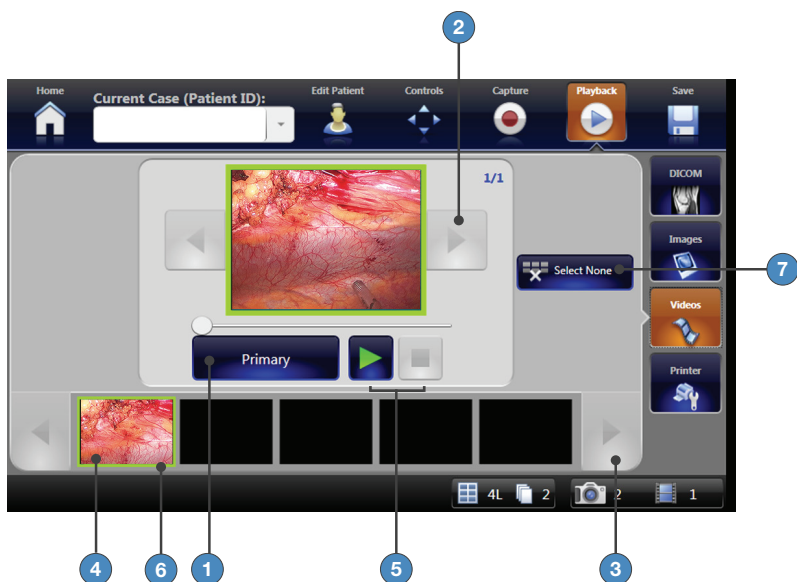 2
Home
Current Case (Patient ID):
Edit Patient
Controls
Capture
Playback
Save
1/1
DICOM
Images
Select None
7
Videos
Primary
Printer
4L
2
2
1
4
6
1
5
3